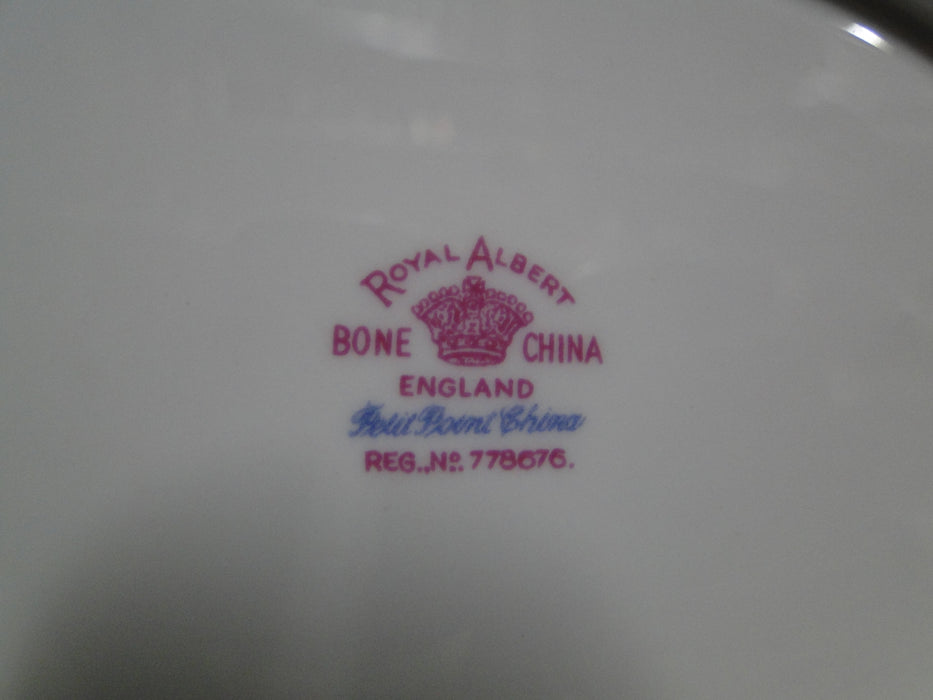 ROYAL ALBERT
BONE CHINA
ENGLAND
Petit Point China
REG., No. 778676.